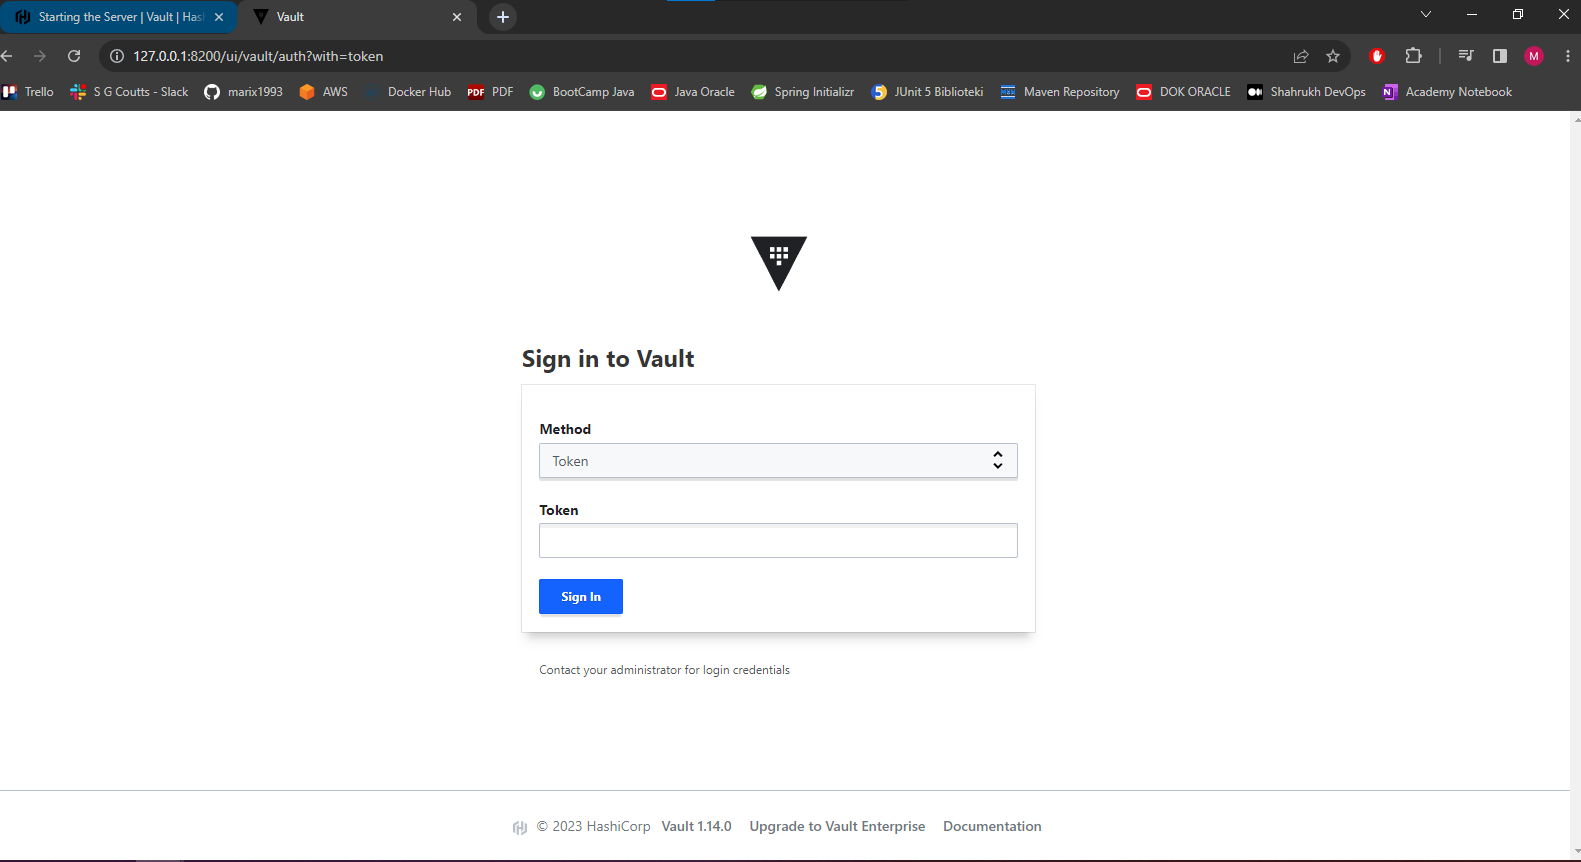 Starting the Server | Vault | Has
Vault
127.0.0.1:8200/ui/vault/auth?with=token
M
Trello
S G Coutts - Slack
marix1993
AWS
Docker Hub
PDF PDF
BootCamp Java
Java Oracle
Spring Initializr
5 JUnit 5 Biblioteki
Maven Repository
DOK ORACLE
Shahrukh DevOps
N Academy Notebook
Sign in to Vault
Method
Token
Token
Sign In
Contact your administrator for login credentials
© 2023 HashiCorp Vault 1.14.0 Upgrade to Vault Enterprise Documentation